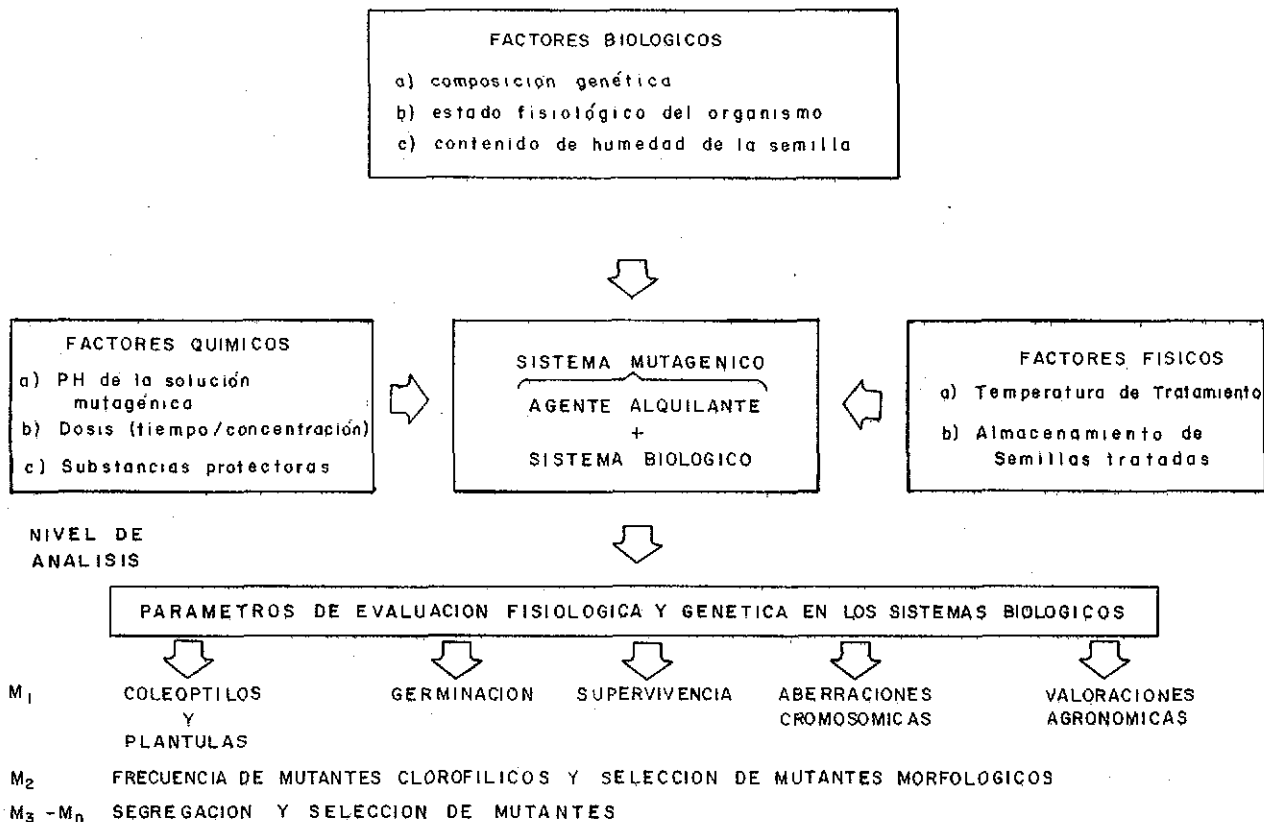 FACTORES BIOLOGICOS
a) composición genética
b) estado fisiológico del organismo
c) contenido de humedad de la semilla
FACTORES QUIMICOS
a) PH de la solución
mutagénica
b) Dosis (tiempo/concentración)
c) Substancias protectoras
SISTEMA MUTAGENICO
AGENTE ALQUILANTE
+
SISTEMA BIOLOGICO
FACTORES FISICOS
a) Temperatura de Tratamiento
b) Almacenamiento de
Semillas tratadas
NIVEL DE
ANALISIS
PARAMETROS DE EVALUACION FISIOLOGICA Y GENETICA EN LOS SISTEMAS BIOLOGICOS
M₁ COLEOPTILOS GERMINACION SUPERVIVENCIA ABERRACIONES VALORACIONES
Y CROMOSOMICAS AGRONOMICAS
PLANTULAS
M₂ FRECUENCIA DE MUTANTES CLOROFILICOS Y SELECCION DE MUTANTES MORFOLOGICOS
M₃ -Mₙ SEGREGACION Y SELECCION DE MUTANTES